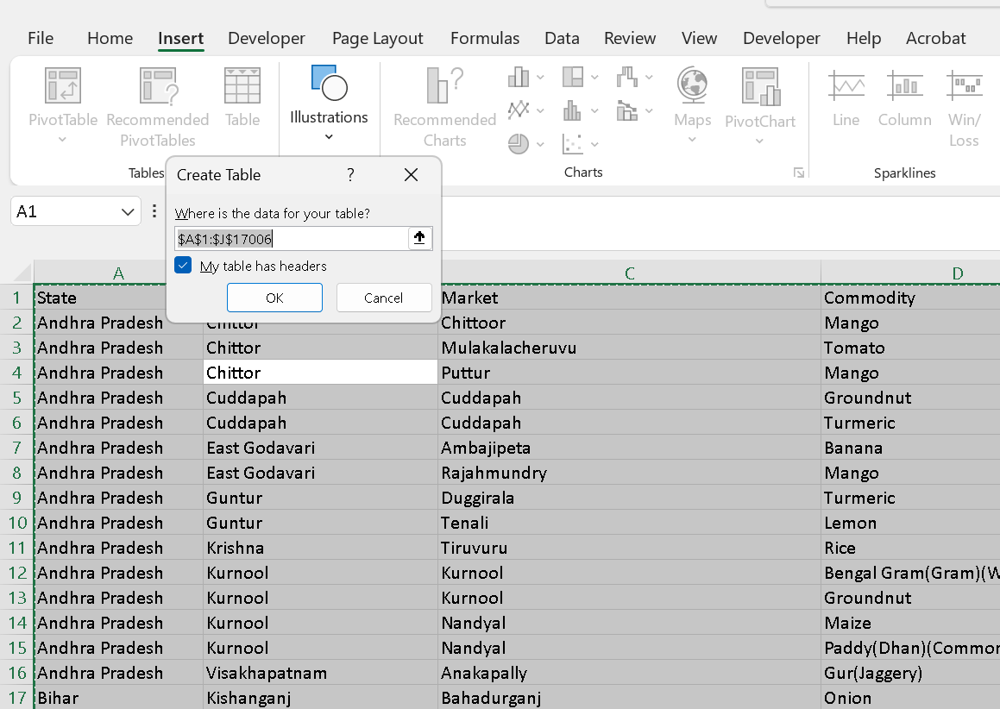 File Home Insert Developer Page Layout Formulas Data Review View Developer Help Acrobat
PivotTable Recommended PivotTables Table Illustrations Recommended Charts Maps PivotChart Line Column Win/ Loss
Tables Charts Sparklines
Create Table ?
A1
Where is the data for your table?
$A$1:$J$17006
My table has headers
OK Cancel
A C D
1 State Market Commodity
2 Andhra Pradesh Chittor Chittoor Mango
3 Andhra Pradesh Chittor Mulakalacheruvu Tomato
4 Andhra Pradesh Chittor Puttur Mango
5 Andhra Pradesh Cuddapah Cuddapah Groundnut
6 Andhra Pradesh Cuddapah Cuddapah Turmeric
7 Andhra Pradesh East Godavari Ambajipeta Banana
8 Andhra Pradesh East Godavari Rajahmundry Mango
9 Andhra Pradesh Guntur Duggirala Turmeric
10 Andhra Pradesh Guntur Tenali Lemon
11 Andhra Pradesh Krishna Tiruvuru Rice
12 Andhra Pradesh Kurnool Kurnool Bengal Gram(Gram)(W
13 Andhra Pradesh Kurnool Kurnool Groundnut
14 Andhra Pradesh Kurnool Nandyal Maize
15 Andhra Pradesh Kurnool Nandyal Paddy(Dhan)(Common
16 Andhra Pradesh Visakhapatnam Anakapally Gur(Jaggery)
17 Bihar Kishanganj Bahadurganj Onion